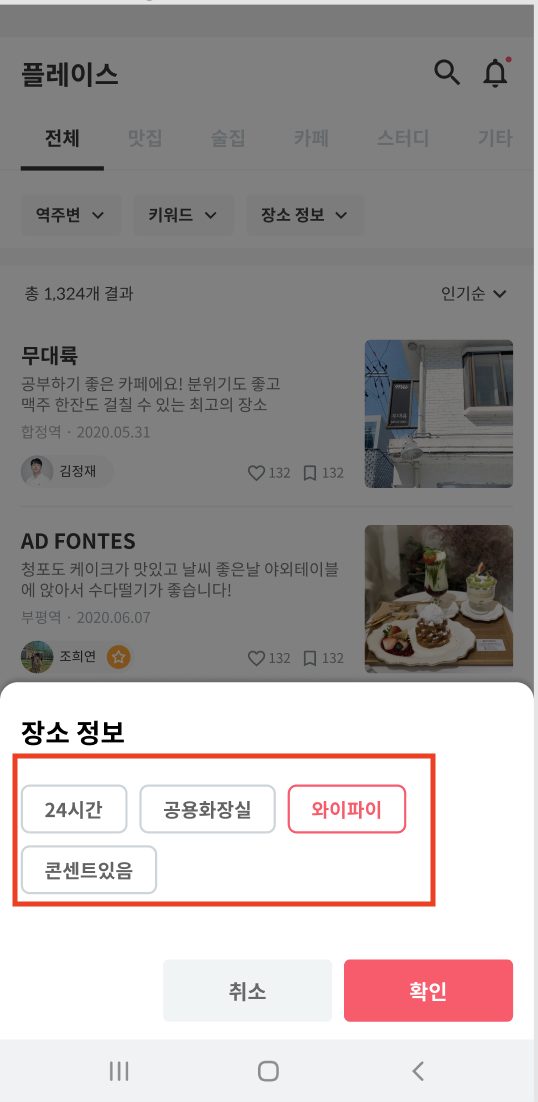 플레이스
전체 맛집 술집 카페 스터디 기타
역주변 키워드 장소 정보
총 1,324개 결과 인기순
무대륙
공부하기 좋은 카페에요! 분위기도 좋고
맥주 한잔도 걸칠 수 있는 최고의 장소
합정역 · 2020.05.31
김정재 132 132
AD FONTES
청포도 케이크가 맛있고 날씨 좋은날 야외테이블
에 앉아서 수다떨기가 좋습니다!
부평역 · 2020.06.07
조희연 132 132
장소 정보
24시간 공용화장실 와이파이
콘센트있음
취소 확인